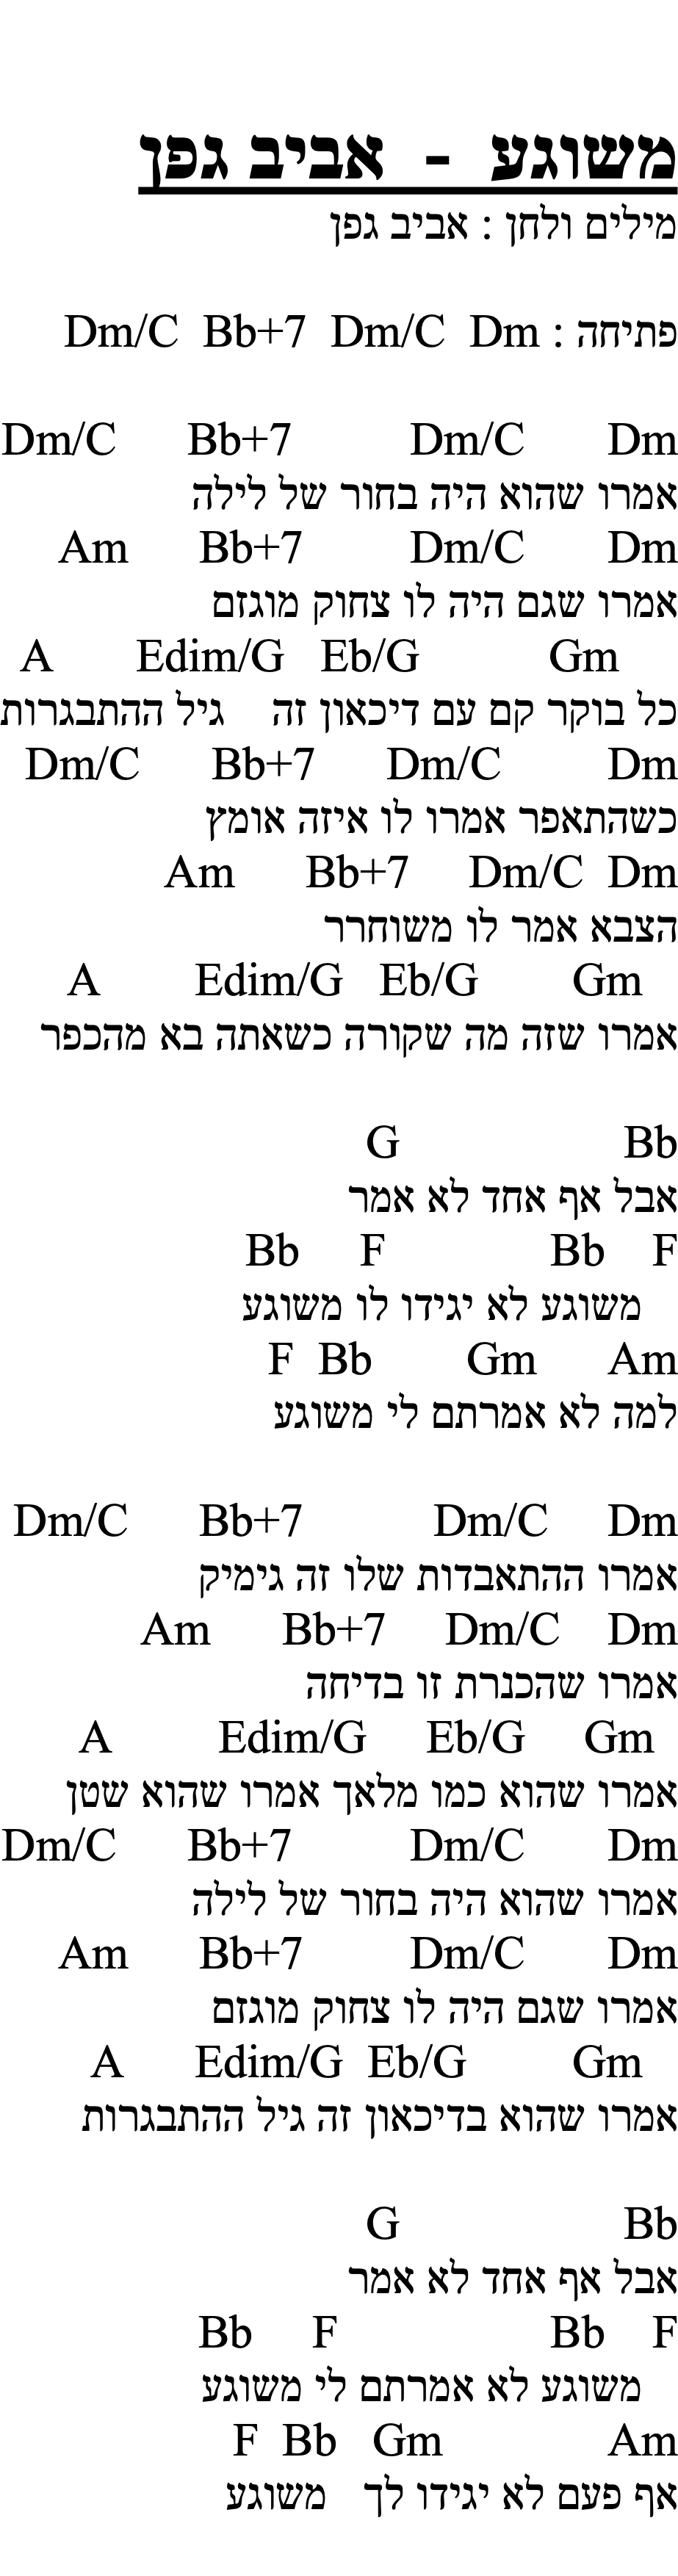 משוגע - אביב גפן
מילים ולחן : אביב גפן
פתיחה : Dm/C Bb+7 Dm/C Dm
Dm/C Bb+7 Dm/C Dm
אמרו שהוא היה בחור של לילה
Am Bb+7 Dm/C Dm
אמרו שגם היה לו צחוק מוגזם
A Edim/G Eb/G Gm
כל בוקר קם עם דיכאון זה גיל ההתבגרות
Dm/C Bb+7 Dm/C Dm
כשהתאפר אמרו לו איזה אומץ
Am Bb+7 Dm/C Dm
הצבא אמר לו משוחרר
A Edim/G Eb/G Gm
אמרו שזה מה שקורה כשאתה בא מהכפר
G Bb
אבל אף אחד לא אמר
Bb F Bb F
משוגע לא יגידו לו משוגע
F Bb Gm Am
למה לא אמרתם לי משוגע
Dm/C Bb+7 Dm/C Dm
אמרו ההתאבדות שלו זה גימיק
Am Bb+7 Dm/C Dm
אמרו שהכנרת זו בדיחה
A Edim/G Eb/G Gm
אמרו שהוא כמו מלאך אמרו שהוא שטן
Dm/C Bb+7 Dm/C Dm
אמרו שהוא היה בחור של לילה
Am Bb+7 Dm/C Dm
אמרו שגם היה לו צחוק מוגזם
A Edim/G Eb/G Gm
אמרו שהוא בדיכאון זה גיל ההתבגרות
G Bb
אבל אף אחד לא אמר
Bb F Bb F
משוגע לא אמרתם לי משוגע
F Bb Gm Am
אף פעם לא יגידו לך משוגע